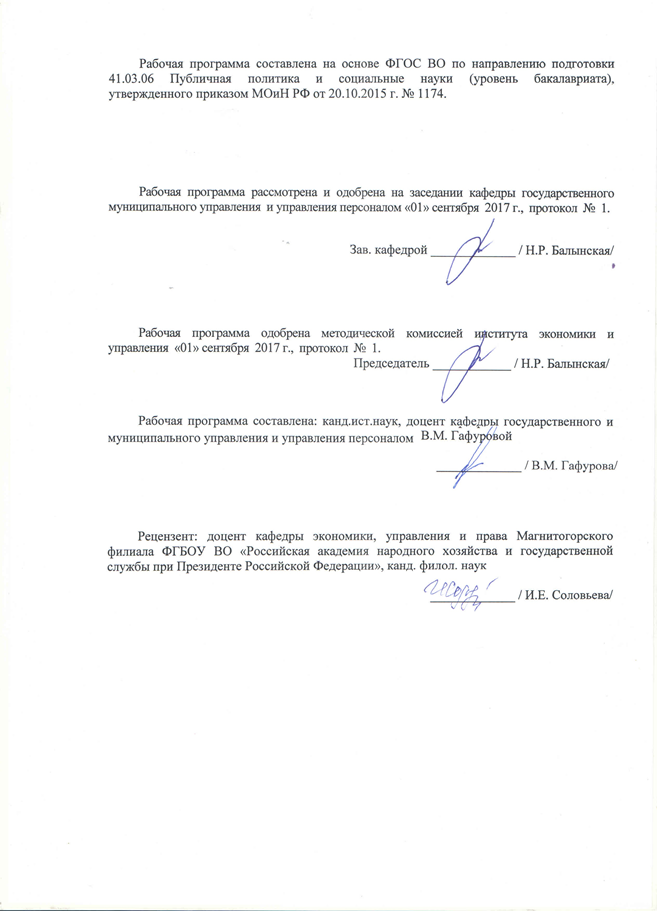 Рабочая программа составлена на основе ФГОС ВО по направлению подготовки
41.03.06 Публичная политика и социальные науки (уровень бакалавриата),
утвержденного приказом МОиН РФ от 20.10.2015 г. № 1174.
Рабочая программа рассмотрена и одобрена на заседании кафедры государственного
муниципального управления и управления персоналом «01» сентября 2017 г., протокол № 1.
Зав. кафедрой ______________ / Н.Р. Балынская/
Рабочая программа одобрена методической комиссией института экономики и
управления «01» сентября 2017 г., протокол № 1.
Председатель _____________ / Н.Р. Балынская/
Рабочая программа составлена: канд.ист.наук, доцент кафедры государственного и
муниципального управления и управления персоналом В.М. Гафуровой
______________ / В.М. Гафурова/
Рецензент: доцент кафедры экономики, управления и права Магнитогорского
филиала ФГБОУ ВО «Российская академия народного хозяйства и государственной
службы при Президенте Российской Федерации», канд. филол. наук
______________ / И.Е. Соловьева/